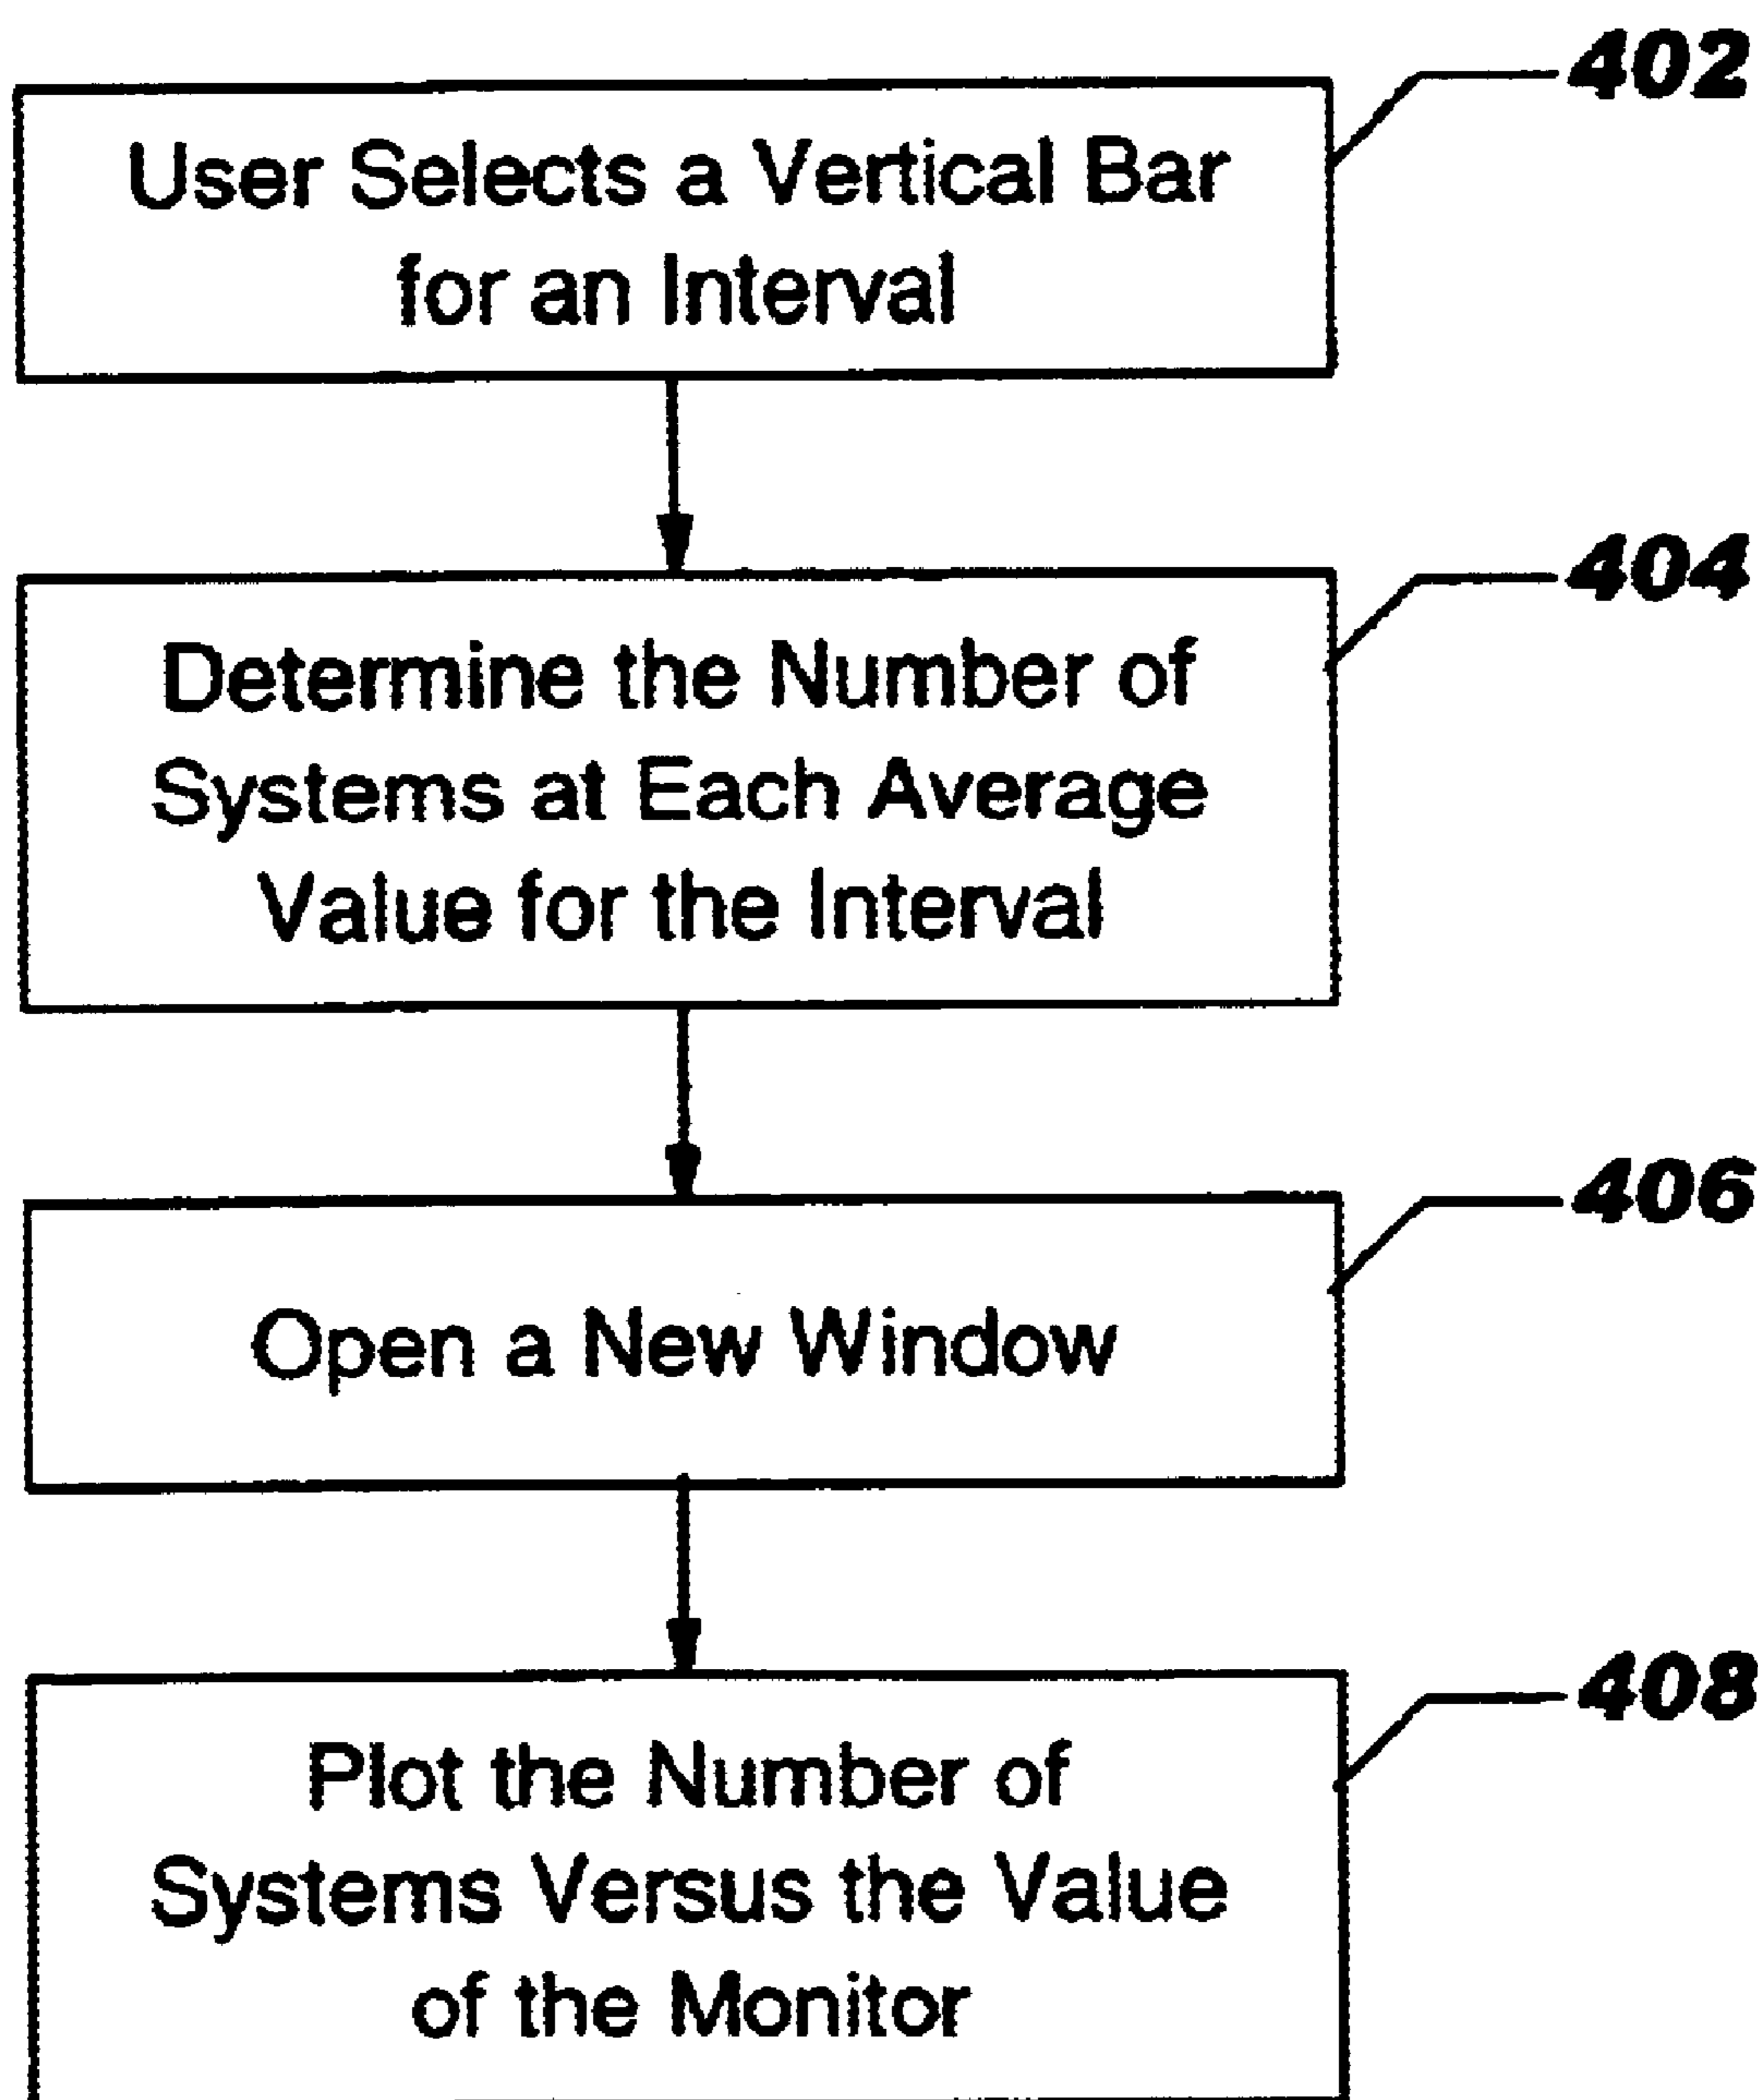 402
User Selects a Vertical Bar
for an Interval
404
Determine the Number of
Systems at Each Average
Value for the Interval
406
Open a New Window
408
Plot the Number of
Systems Versus the Value
of the Monitor